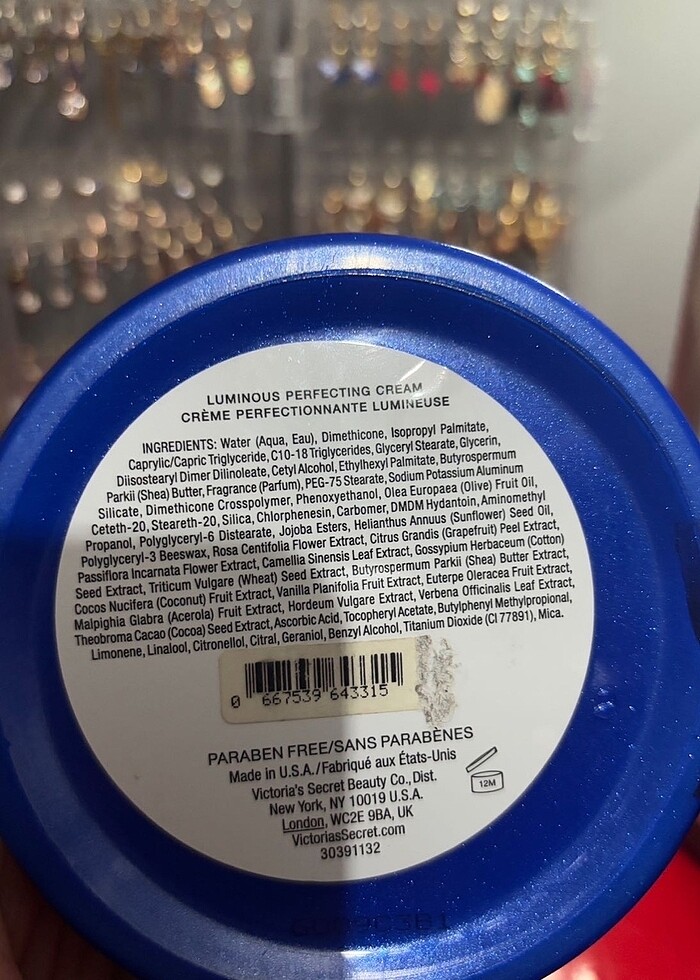 LUMINOUS PERFECTING CREAM
CRÈME PERFECTIONNANTE LUMINEUSE
INGREDIENTS: Water (Aqua, Eau), Dimethicone, Isopropyl Palmitate,
Caprylic/Capric Triglyceride, C10-18 Triglycerides, Glyceryl Stearate, Glycerin,
Diisostearyl Dimer Dilinoleate, Cetyl Alcohol, Ethylhexyl Palmitate, Butyrospermum
Parkii (Shea) Butter, Fragrance (Parfum), PEG-75 Stearate, Sodium Potassium Aluminum
Silicate, Dimethicone Crosspolymer, Phenoxyethanol, Olea Europaea (Olive) Fruit Oil,
Ceteth-20, Steareth-20, Silica, Chlorphenesin, Carbomer, DMDM Hydantoin, Aminomethyl
Propanol, Polyglyceryl-6 Distearate, Jojoba Esters, Helianthus Annuus (Sunflower) Seed Oil,
Polyglyceryl-3 Beeswax, Rosa Centifolia Flower Extract, Citrus Grandis (Grapefruit) Peel Extract,
Passiflora Incarnata Flower Extract, Camellia Sinensis Leaf Extract, Gossypium Herbaceum (Cotton)
Seed Extract, Triticum Vulgare (Wheat) Seed Extract, Butyrospermum Parkii (Shea) Butter Extract,
Cocos Nucifera (Coconut) Fruit Extract, Vanilla Planifolia Fruit Extract, Euterpe Oleracea Fruit Extract,
Malpighia Glabra (Acerola) Fruit Extract, Hordeum Vulgare Extract, Verbena Officinalis Leaf Extract,
Theobroma Cacao (Cocoa) Seed Extract, Ascorbic Acid, Tocopheryl Acetate, Butylphenyl Methylpropional,
Limonene, Linalool, Citronellol, Citral, Geraniol, Benzyl Alcohol, Titanium Dioxide (CI 77891), Mica.
0 667539 643315
PARABEN FREE/SANS PARABÈNES
Made in U.S.A./Fabriqué aux États-Unis
12M
Victoria's Secret Beauty Co., Dist.
New York, NY 10019 U.S.A.
London, WC2E 9BA, UK
VictoriasSecret.com
30391132